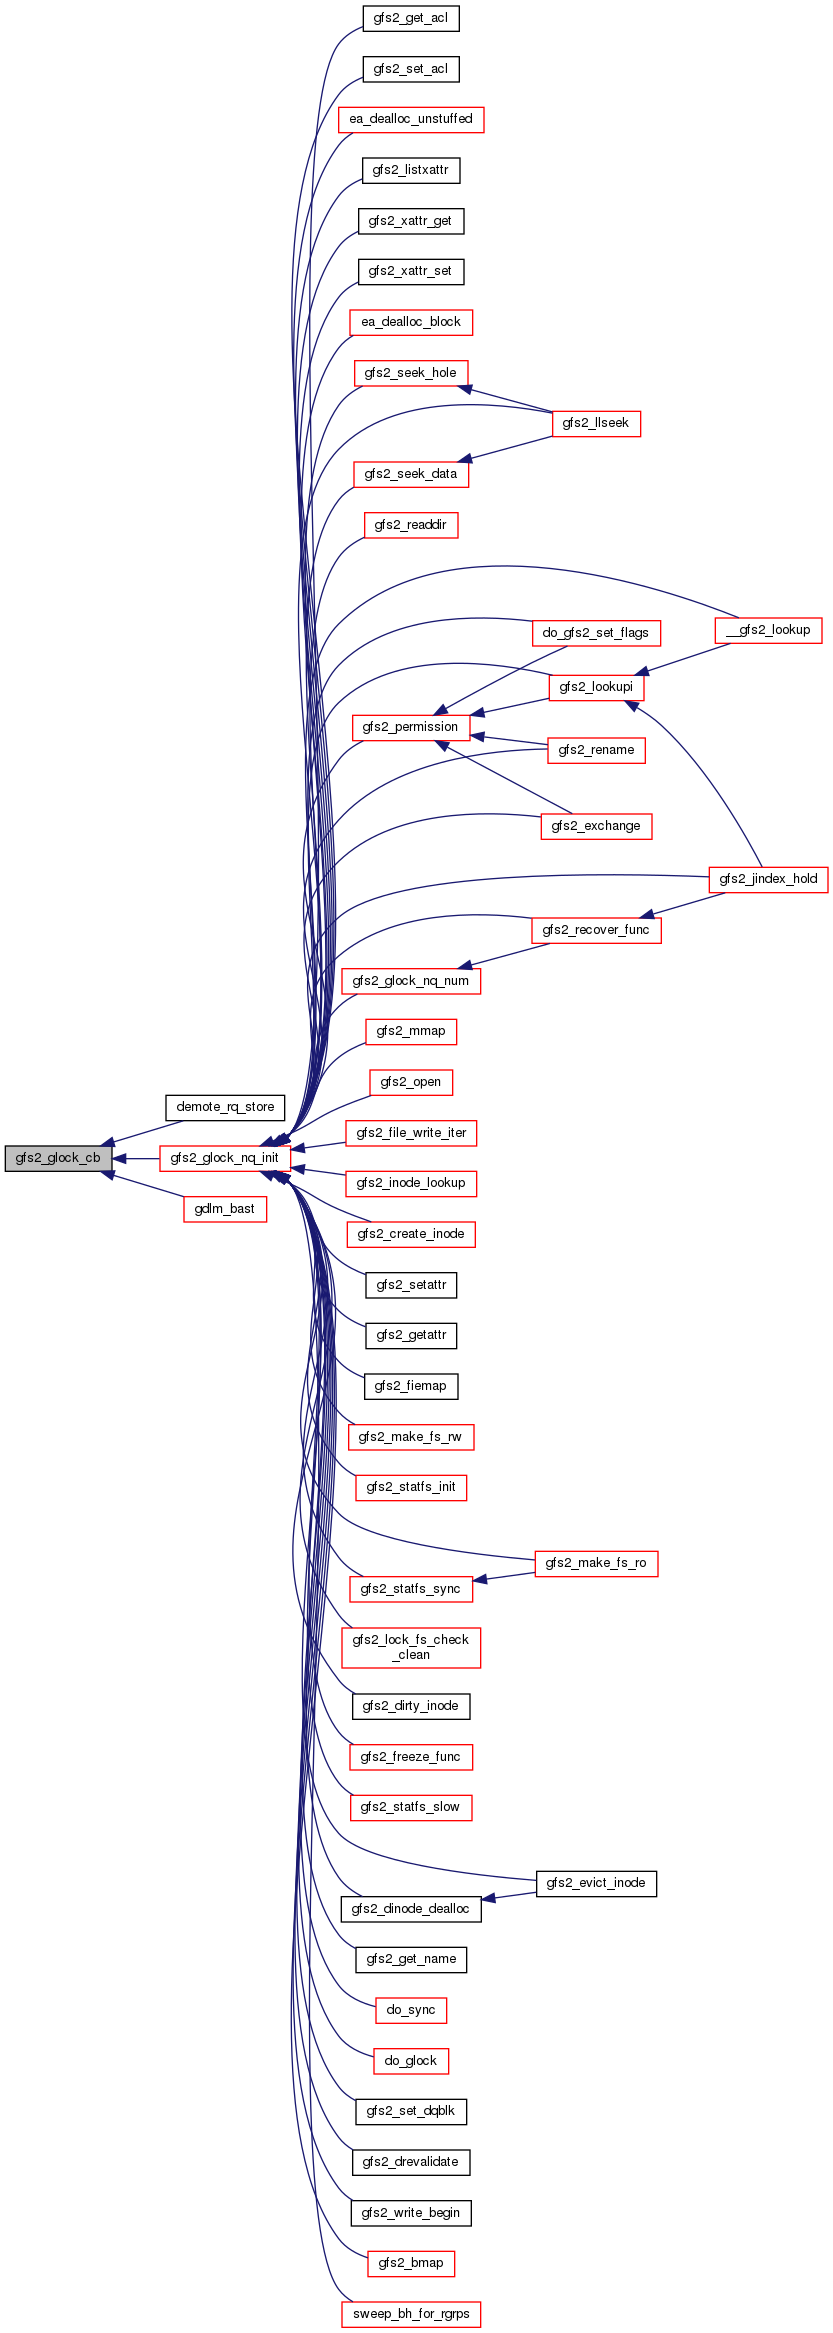 gfs2_get_acl
gfs2_set_acl
ea_dealloc_unstuffed
gfs2_listxattr
gfs2_xattr_get
gfs2_xattr_set
ea_dealloc_block
gfs2_seek_hole
gfs2_llseek
gfs2_seek_data
gfs2_readdir
__gfs2_lookup
do_gfs2_set_flags
gfs2_lookupi
gfs2_permission
gfs2_rename
gfs2_exchange
gfs2_jindex_hold
gfs2_recover_func
gfs2_glock_nq_num
gfs2_mmap
gfs2_open
demote_rq_store
gfs2_file_write_iter
gfs2_glock_cb
gfs2_glock_nq_init
gfs2_inode_lookup
gdlm_bast
gfs2_create_inode
gfs2_setattr
gfs2_getattr
gfs2_fiemap
gfs2_make_fs_rw
gfs2_statfs_init
gfs2_make_fs_ro
gfs2_statfs_sync
gfs2_lock_fs_check
_clean
gfs2_dirty_inode
gfs2_freeze_func
gfs2_statfs_slow
gfs2_evict_inode
gfs2_dinode_dealloc
gfs2_get_name
do_sync
do_glock
gfs2_set_dqblk
gfs2_drevalidate
gfs2_write_begin
gfs2_bmap
sweep_bh_for_rgrps